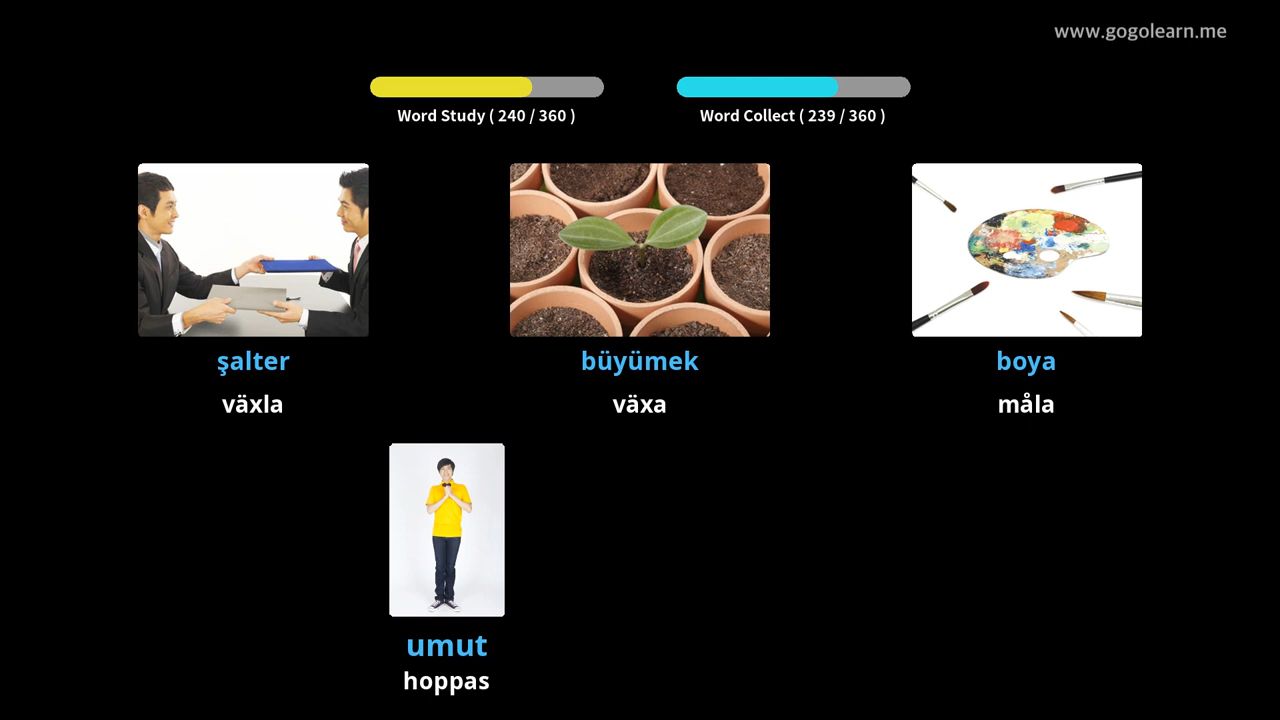 www.gogolearn.me
Word Study ( 240 / 360 )
Word Collect ( 239 / 360 )
şalter
büyümek
boya
växla
växa
måla
umut
hoppas